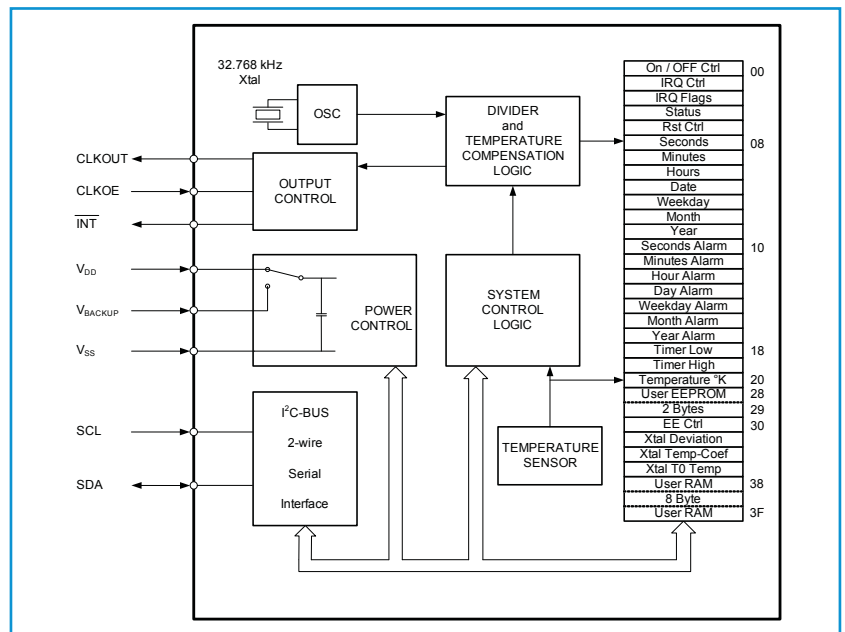 32.768 kHz
Xtal
OSC
DIVIDER
and
TEMPERATURE
COMPENSATION
LOGIC
CLKOUT
CLKOE
INT
OUTPUT
CONTROL
V_DD
V_BACKUP
V_SS
POWER
CONTROL
SYSTEM
CONTROL
LOGIC
SCL
SDA
I²C-BUS
2-wire
Serial
Interface
TEMPERATURE
SENSOR
On / OFF Ctrl 00
IRQ Ctrl
IRQ Flags
Status
Rst Ctrl
Seconds 08
Minutes
Hours
Date
Weekday
Month
Year
Seconds Alarm 10
Minutes Alarm
Hour Alarm
Day Alarm
Weekday Alarm
Month Alarm
Year Alarm
Timer Low 18
Timer High
Temperature °K 20
User EEPROM 28
2 Bytes 29
EE Ctrl 30
Xtal Deviation
Xtal Temp-Coef
Xtal T0 Temp
User RAM 38
8 Byte
User RAM 3F